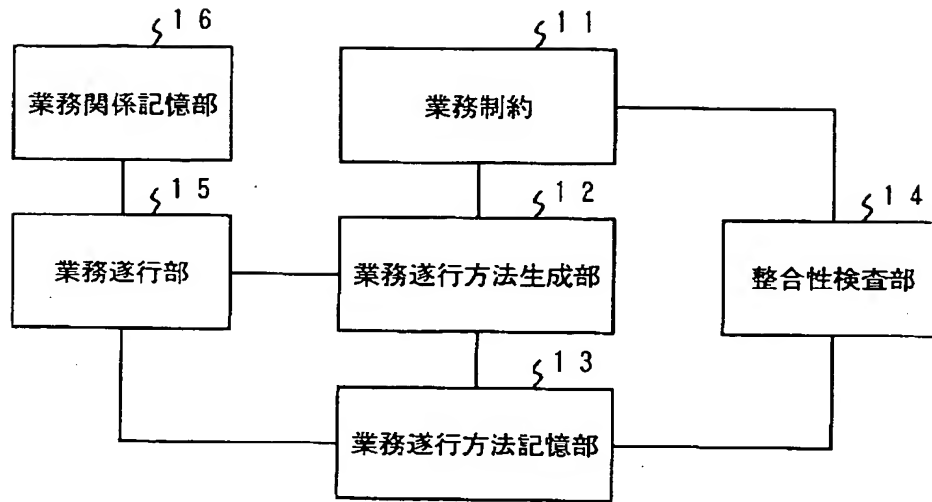 16
11
業務関係記憶部
業務制約
15
12
14
業務遂行部
業務遂行方法生成部
整合性検査部
13
業務遂行方法記憶部